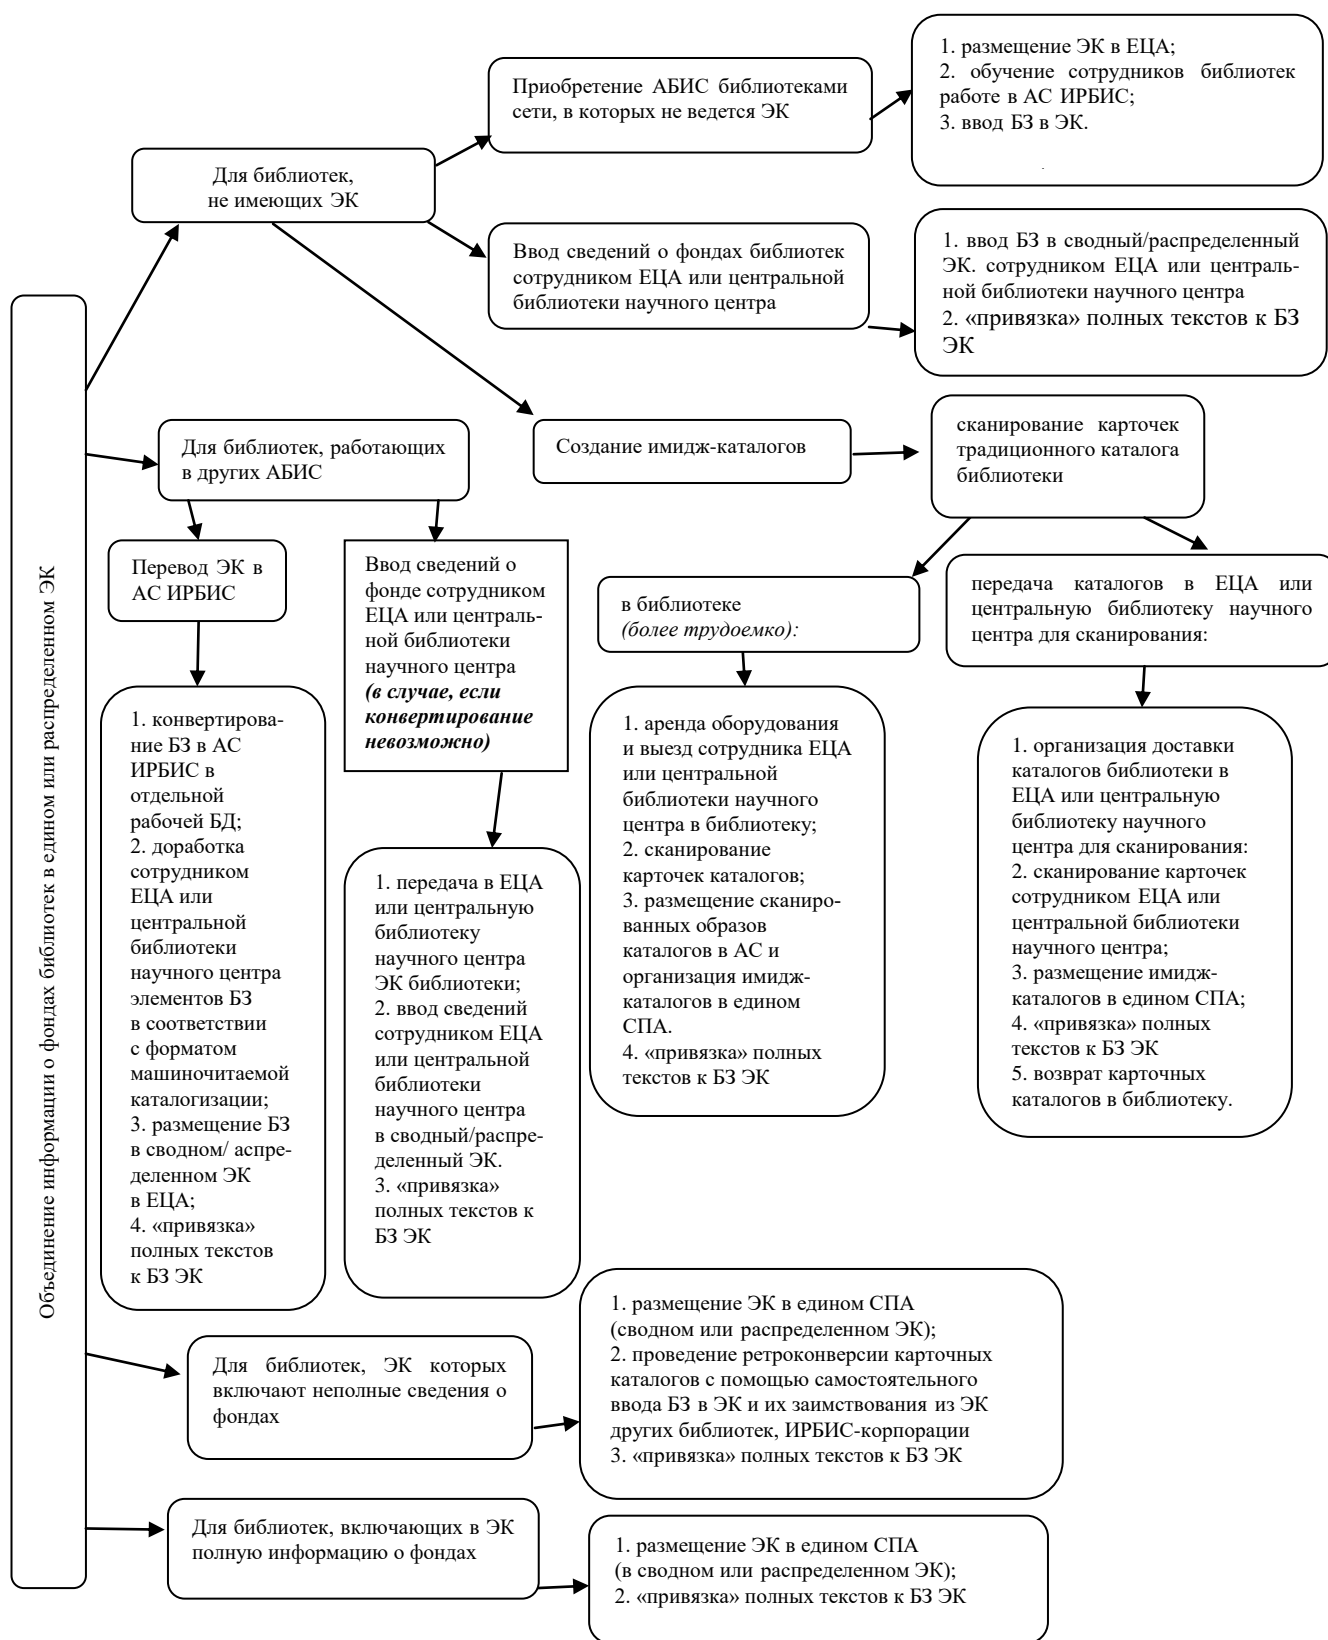 Объединение информации о фондах библиотек в едином или распределенном ЭК
Для библиотек,
не имеющих ЭК
Приобретение АБИС библиотеками
сети, в которых не ведется ЭК
1. размещение ЭК в ЕЦА;
2. обучение сотрудников библиотек
работе в АС ИРБИС;
3. ввод БЗ в ЭК.
Ввод сведений о фондах библиотек
сотрудником ЕЦА или центральной
библиотеки научного центра
1. ввод БЗ в сводный/распределенный
ЭК. сотрудником ЕЦА или централь-
ной библиотеки научного центра
2. «привязка» полных текстов к БЗ
ЭК
Создание имидж-каталогов
сканирование карточек
традиционного каталога
библиотеки
в библиотеке
(более трудоемко):
1. аренда оборудования
и выезд сотрудника ЕЦА
или центральной
библиотеки научного
центра в библиотеку;
2. сканирование
карточек каталогов;
3. размещение сканиро-
ванных образов
каталогов в АС и
организация имидж-
каталогов в едином
СПА.
4. «привязка» полных
текстов к БЗ ЭК
передача каталогов в ЕЦА или
центральную библиотеку научного
центра для сканирования:
1. организация доставки
каталогов библиотеки в
ЕЦА или центральную
библиотеку научного
центра для сканирования:
2. сканирование карточек
сотрудником ЕЦА или
центральной библиотеки
научного центра;
3. размещение имидж-
каталогов в едином СПА;
4. «привязка» полных
текстов к БЗ ЭК
5. возврат карточных
каталогов в библиотеку.
Для библиотек, работающих
в других АБИС
Перевод ЭК в
АС ИРБИС
1. конвертирова-
ние БЗ в АС
ИРБИС в
отдельной
рабочей БД;
2. доработка
сотрудником
ЕЦА или
центральной
библиотеки
научного центра
элементов БЗ
в соответствии
с форматом
машиночитаемой
каталогизации;
3. размещение БЗ
в сводном/ аспре-
деленном ЭК
в ЕЦА;
4. «привязка»
полных текстов
к БЗ ЭК
Ввод сведений о
фонде сотрудником
ЕЦА или централь-
ной библиотеки
научного центра
(в случае, если
конвертирование
невозможно)
1. передача в ЕЦА
или центральную
библиотеку
научного центра
ЭК библиотеки;
2. ввод сведений
сотрудником ЕЦА
или центральной
библиотеки
научного центра
в сводный/распре-
деленный ЭК.
3. «привязка»
полных текстов к
БЗ ЭК
Для библиотек, ЭК которых
включают неполные сведения о
фондах
1. размещение ЭК в едином СПА
(сводном или распределенном ЭК);
2. проведение ретроконверсии карточных
каталогов с помощью самостоятельного
ввода БЗ в ЭК и их заимствования из ЭК
других библиотек, ИРБИС-корпорации
3. «привязка» полных текстов к БЗ ЭК
Для библиотек, включающих в ЭК
полную информацию о фондах
1. размещение ЭК в едином СПА
(в сводном или распределенном ЭК);
2. «привязка» полных текстов к БЗ ЭК